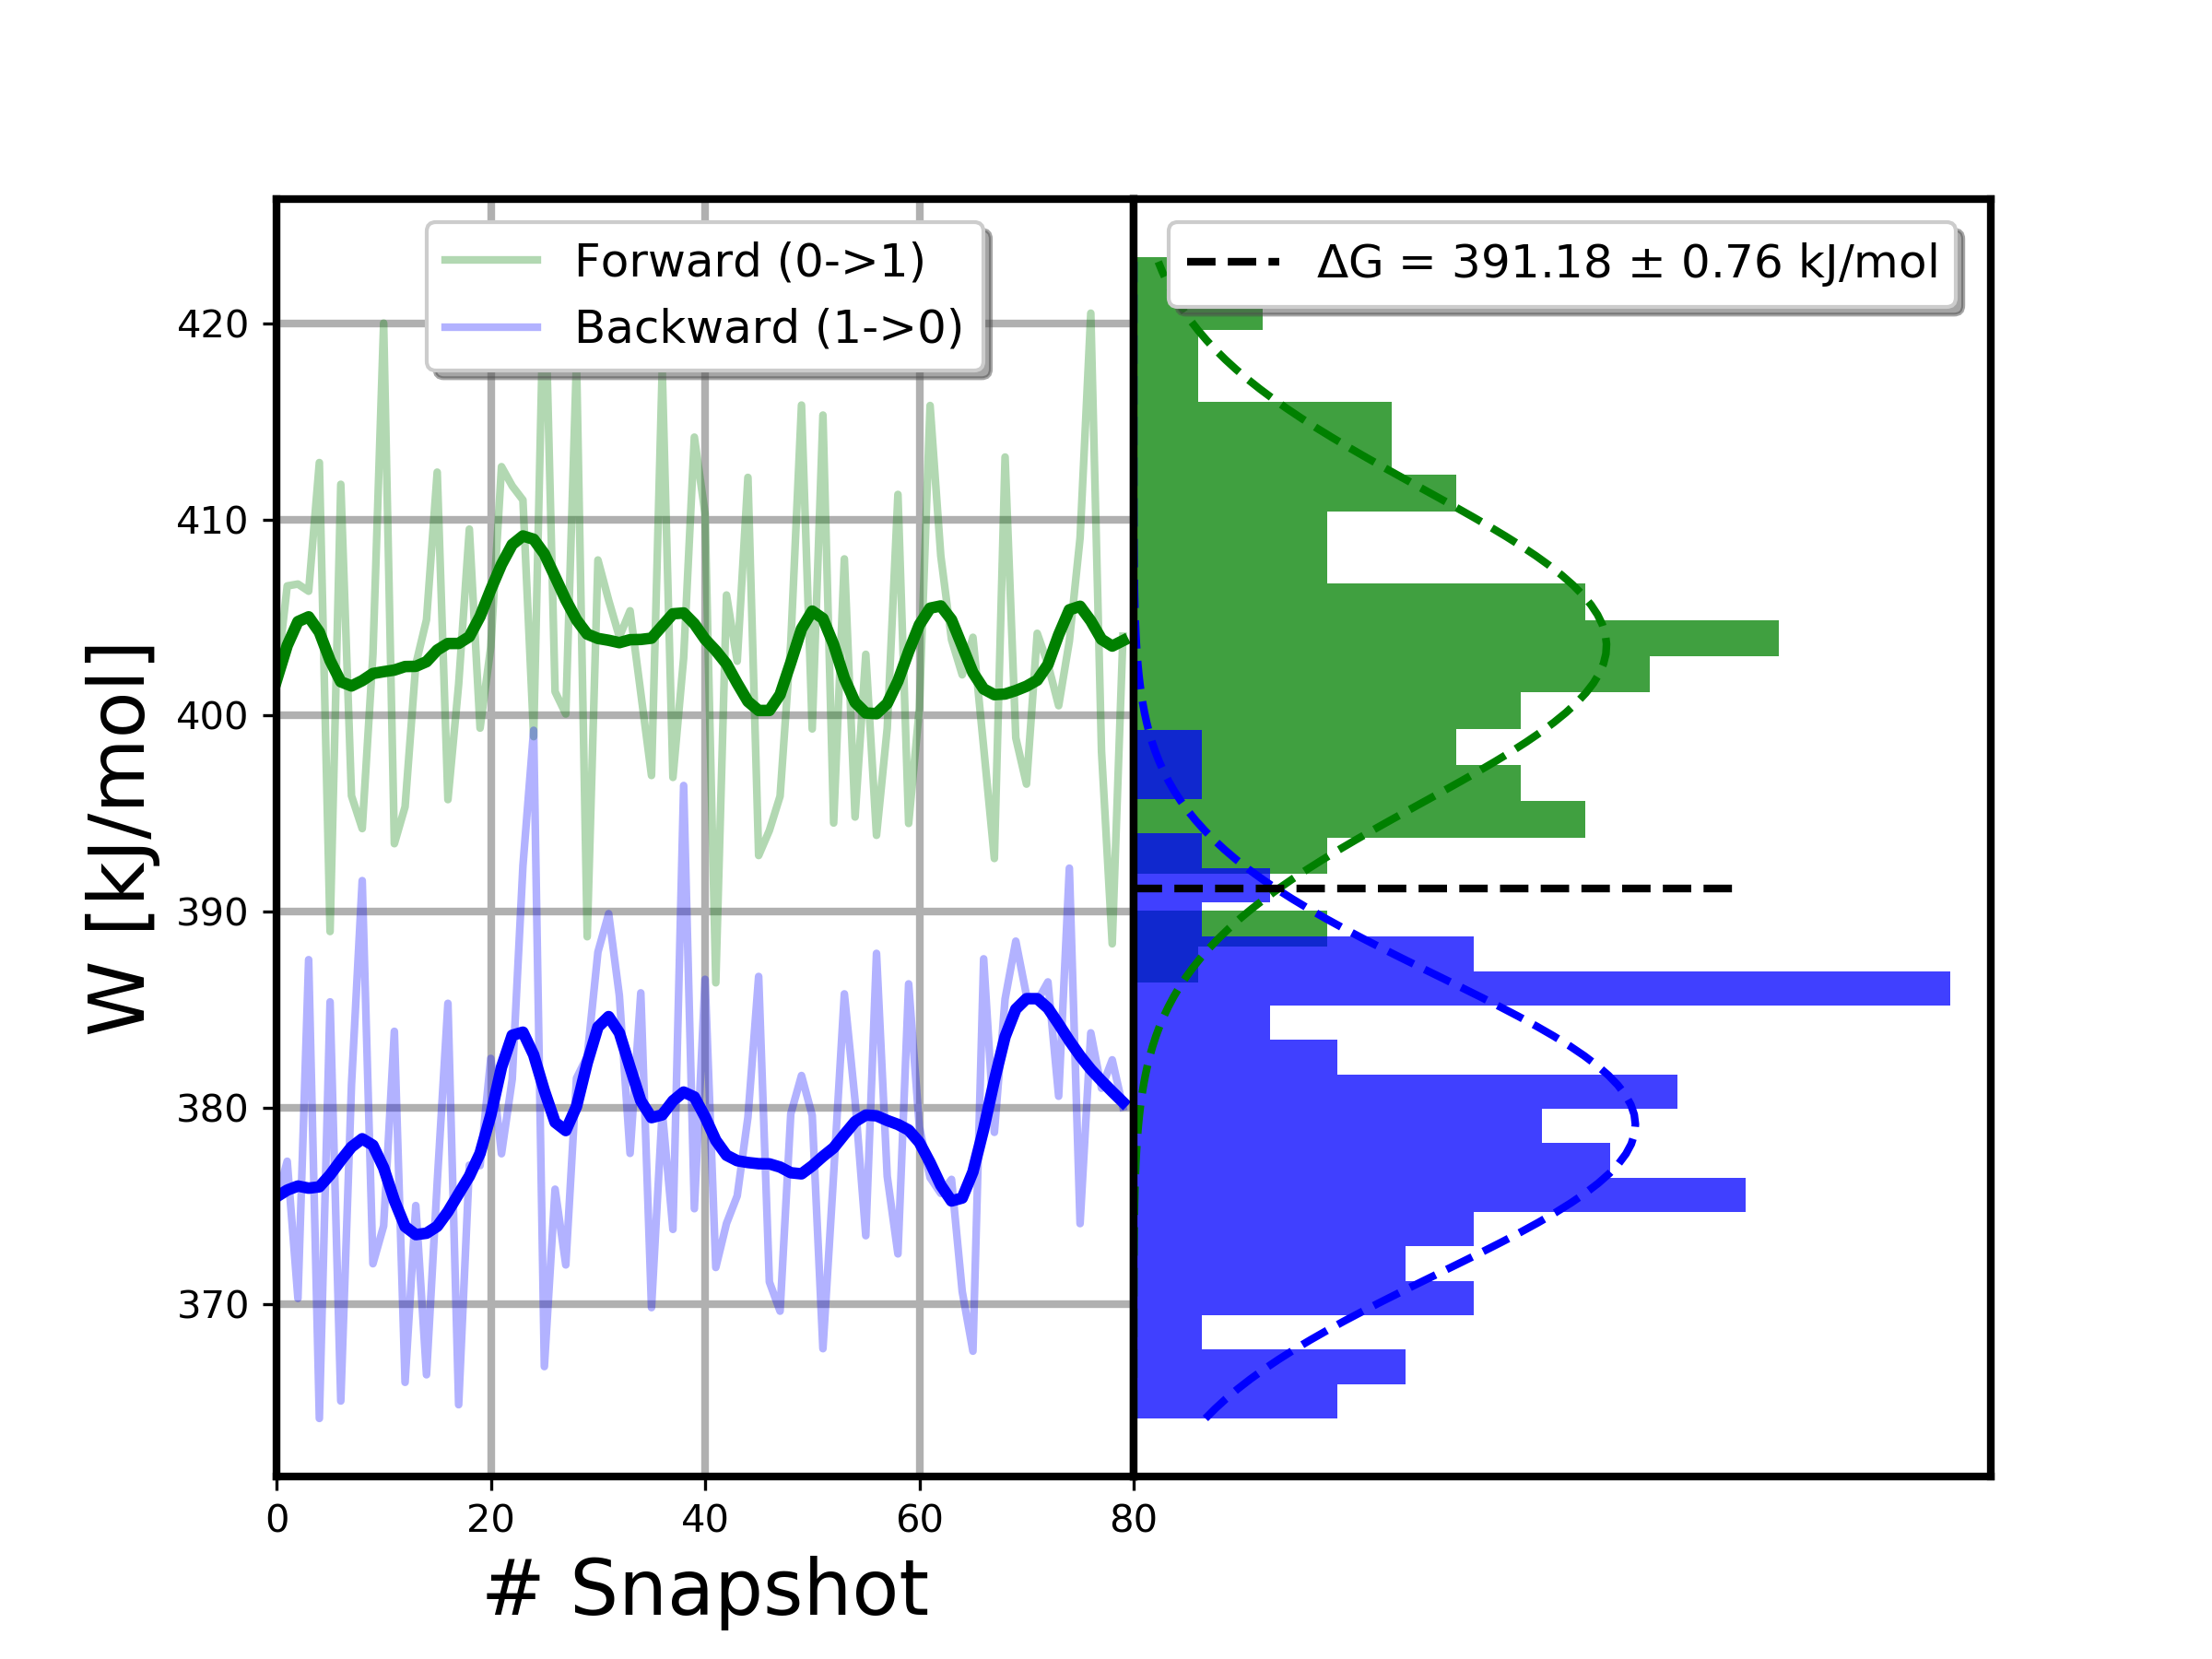 Forward (0->1)
Backward (1->0)
ΔG = 391.18 ± 0.76 kJ/mol
W [kJ/mol]
420
410
400
390
380
370
0 20 40 60 80
# Snapshot